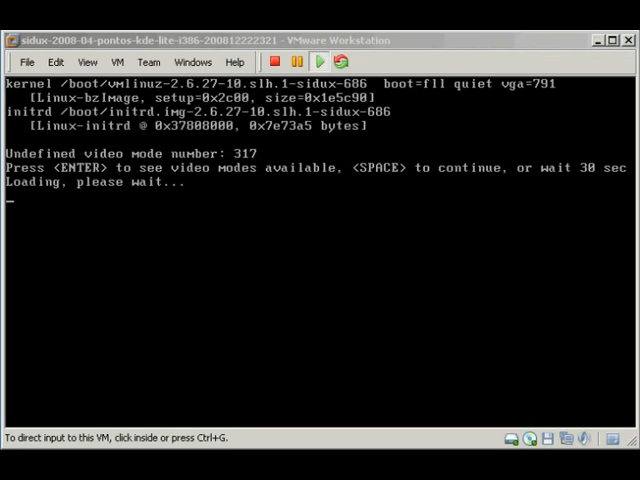 sidux-2008-04-pontos-kde-lite-i386-200812222321 - VMware Workstation
File Edit View VM Team Windows Help
kernel /boot/vmlinuz-2.6.27-10.slh.1-sidux-686  boot=fll quiet vga=791
[Linux-bzImage, setup=0x2c00, size=0x1e5c90]
initrd /boot/initrd.img-2.6.27-10.slh.1-sidux-686
[Linux-initrd @ 0x37808000, 0x7e73a5 bytes]
Undefined video mode number: 317
Press <ENTER> to see video modes available, <SPACE> to continue, or wait 30 sec
Loading, please wait...
To direct input to this VM, click inside or press Ctrl+G.